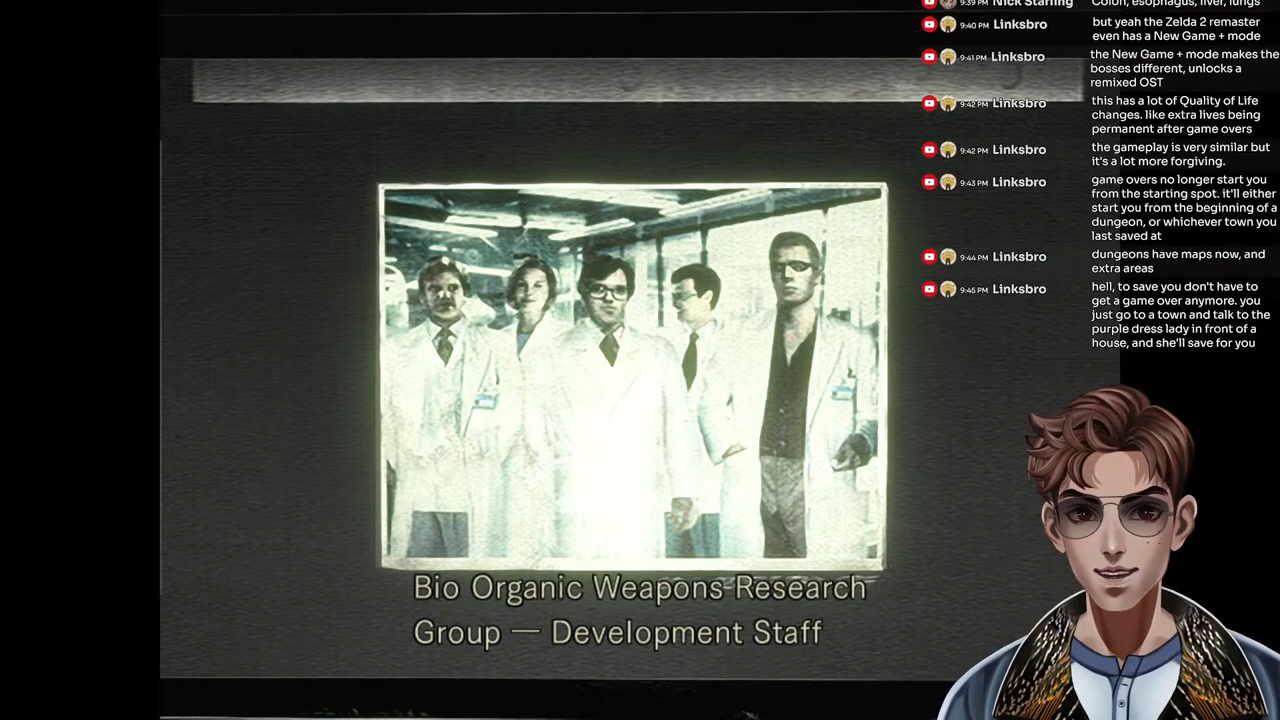 Bio Organic Weapons Research
Group — Development Staff
9:39 PM Nick Starling Colon, esophagus, liver, lungs
9:40 PM Linksbro but yeah the Zelda 2 remaster
even has a New Game + mode
9:41 PM Linksbro the New Game + mode makes the
bosses different, unlocks a
remixed OST
9:42 PM Linksbro this has a lot of Quality of Life
changes. like extra lives being
permanent after game overs
9:42 PM Linksbro the gameplay is very similar but
it's a lot more forgiving.
9:43 PM Linksbro game overs no longer start you
from the starting spot. it'll either
start you from the beginning of a
dungeon, or whichever town you
last saved at
9:44 PM Linksbro dungeons have maps now, and
extra areas
9:45 PM Linksbro hell, to save you don't have to
get a game over anymore. you
just go to a town and talk to the
purple dress lady in front of a
house, and she'll save for you